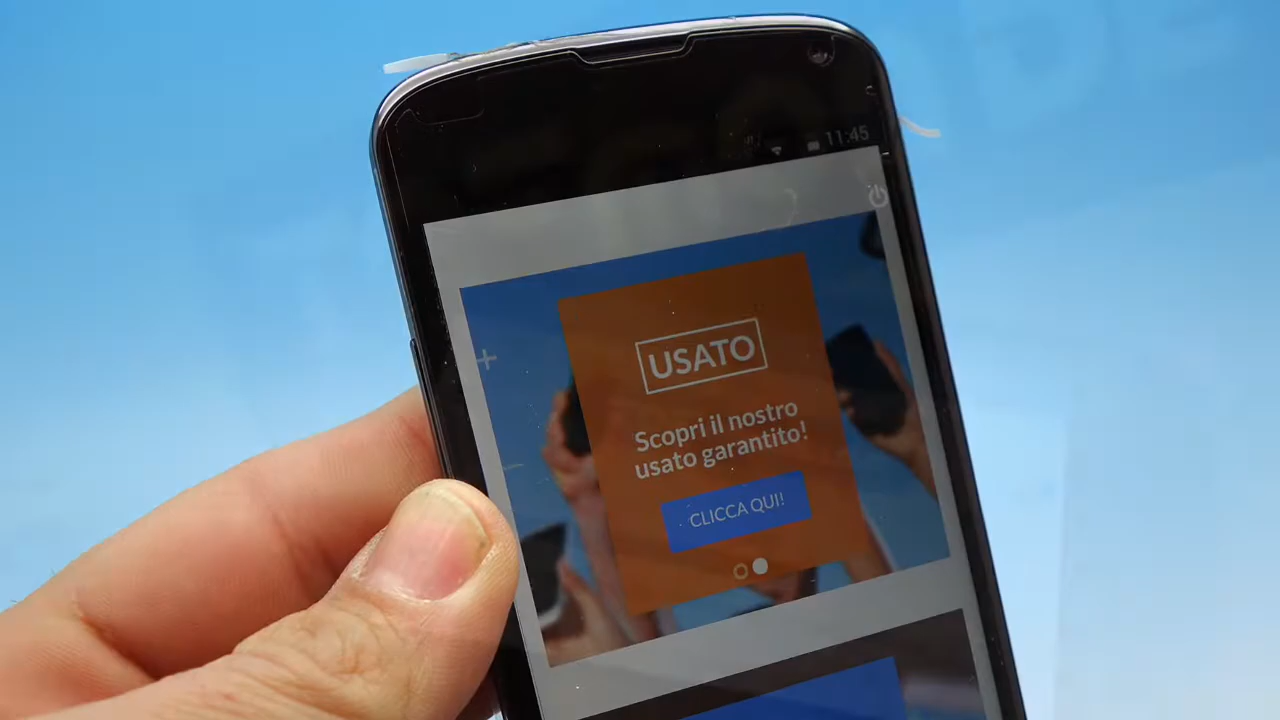 11:45
USATO
Scopri il nostro
usato garantito!
CLICCA QUI!